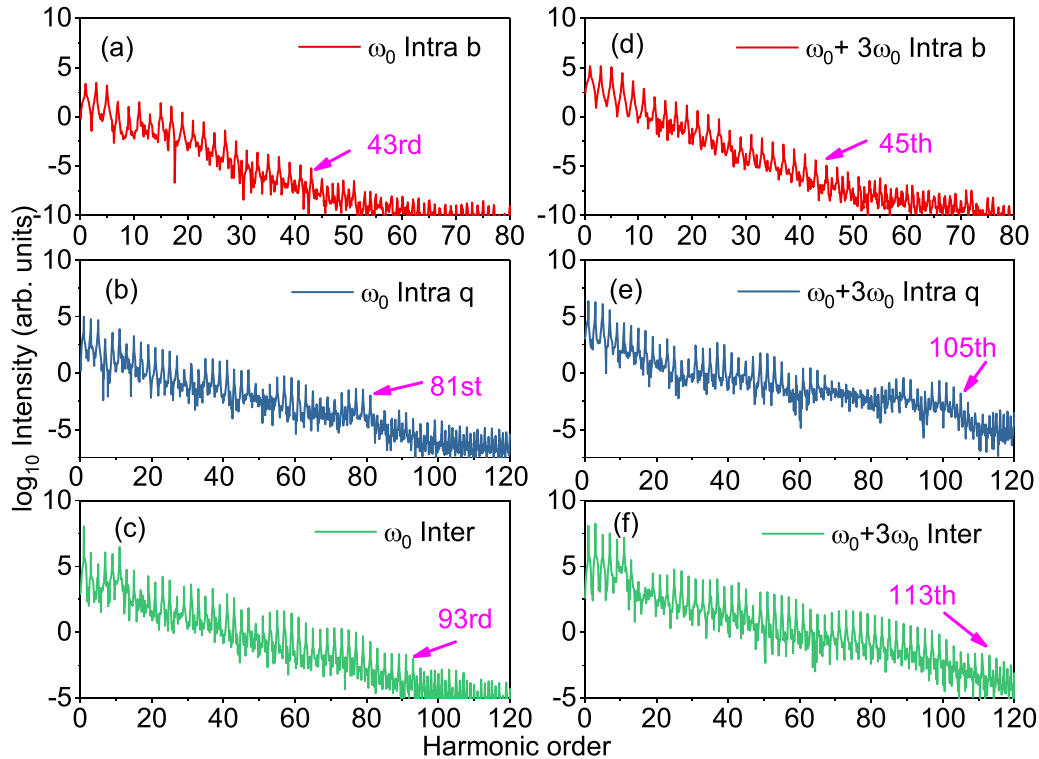 (a)
ω0 Intra b
43rd
10
5
0
-5
-10
0 10 20 30 40 50 60 70 80
(d)
ω0+ 3ω0 Intra b
45th
10
5
0
-5
-10
0 10 20 30 40 50 60 70 80
(b)
ω0 Intra q
81st
10
5
0
-5
0 20 40 60 80 100 120
(e)
ω0+3ω0 Intra q
105th
10
5
0
-5
0 20 40 60 80 100 120
(c)
ω0 Inter
93rd
10
5
0
-5
0 20 40 60 80 100 120
(f)
ω0+3ω0 Inter
113th
10
5
0
-5
0 20 40 60 80 100 120
log10 Intensity (arb. units)
Harmonic order